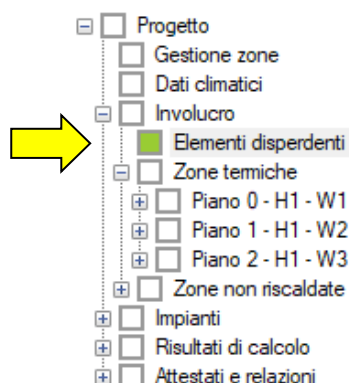 Progetto
Gestione zone
Dati climatici
Involucro
Elementi disperdenti
Zone termiche
Piano 0 - H1 - W1
Piano 1 - H1 - W2
Piano 2 - H1 - W3
Zone non riscaldate
Impianti
Risultati di calcolo
Attestati e relazioni